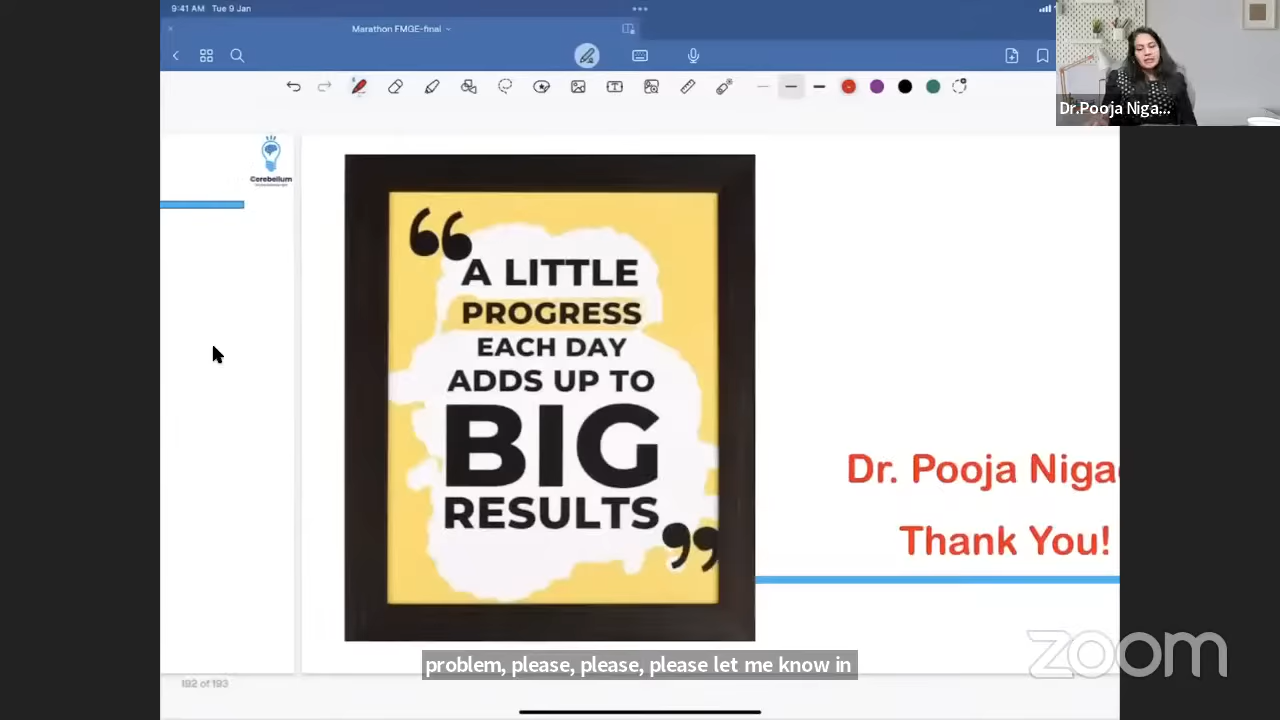 9:41 AM Tue 9 Jan
Marathon FMGE-final
Dr.Pooja Niga...
Cerebellum
“
A LITTLE
PROGRESS
EACH DAY
ADDS UP TO
BIG
RESULTS
”
Dr. Pooja Niga
Thank You!
problem, please, please, please let me know in
zoom
192 of 193